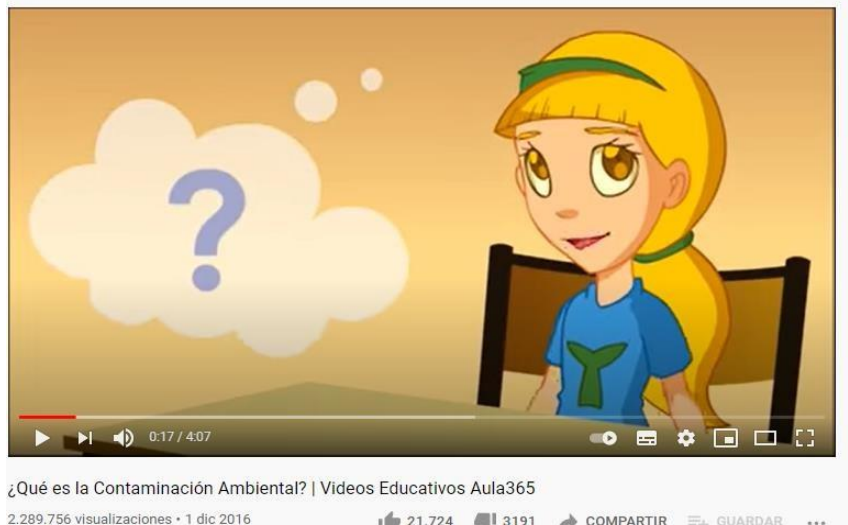 ?
0:17 / 4:07
¿Qué es la Contaminación Ambiental? | Videos Educativos Aula365
2.289.756 visualizaciones • 1 dic 2016 21.724 3191 COMPARTIR GUARDAR